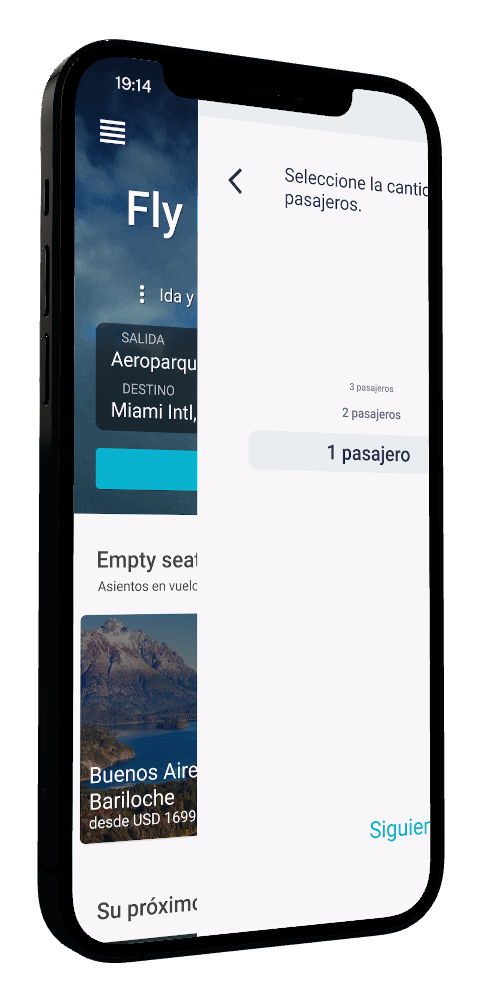 19:14
Fly
Ida y
SALIDA
Aeroparqu
DESTINO
Miami Intl,
Empty seat
Asientos en vuelo
Buenos Aire
Bariloche
desde USD 1699
Su próximo
Seleccione la cantid
pasajeros.
3 pasajeros
2 pasajeros
1 pasajero
Siguien